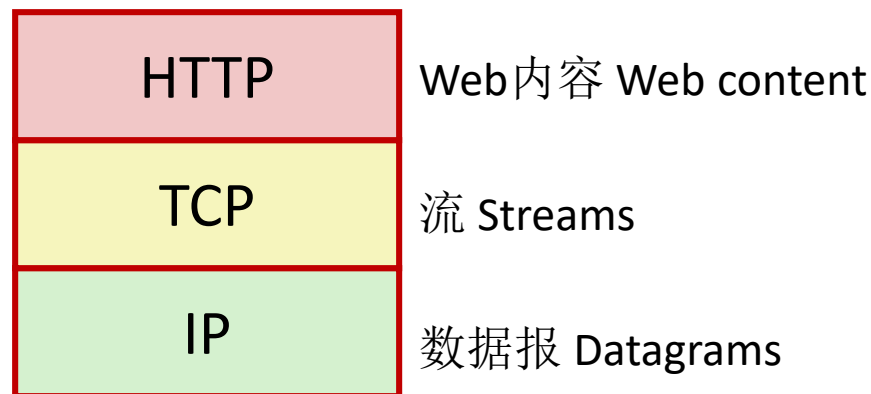 HTTP Web内容 Web content
TCP 流 Streams
IP 数据报 Datagrams